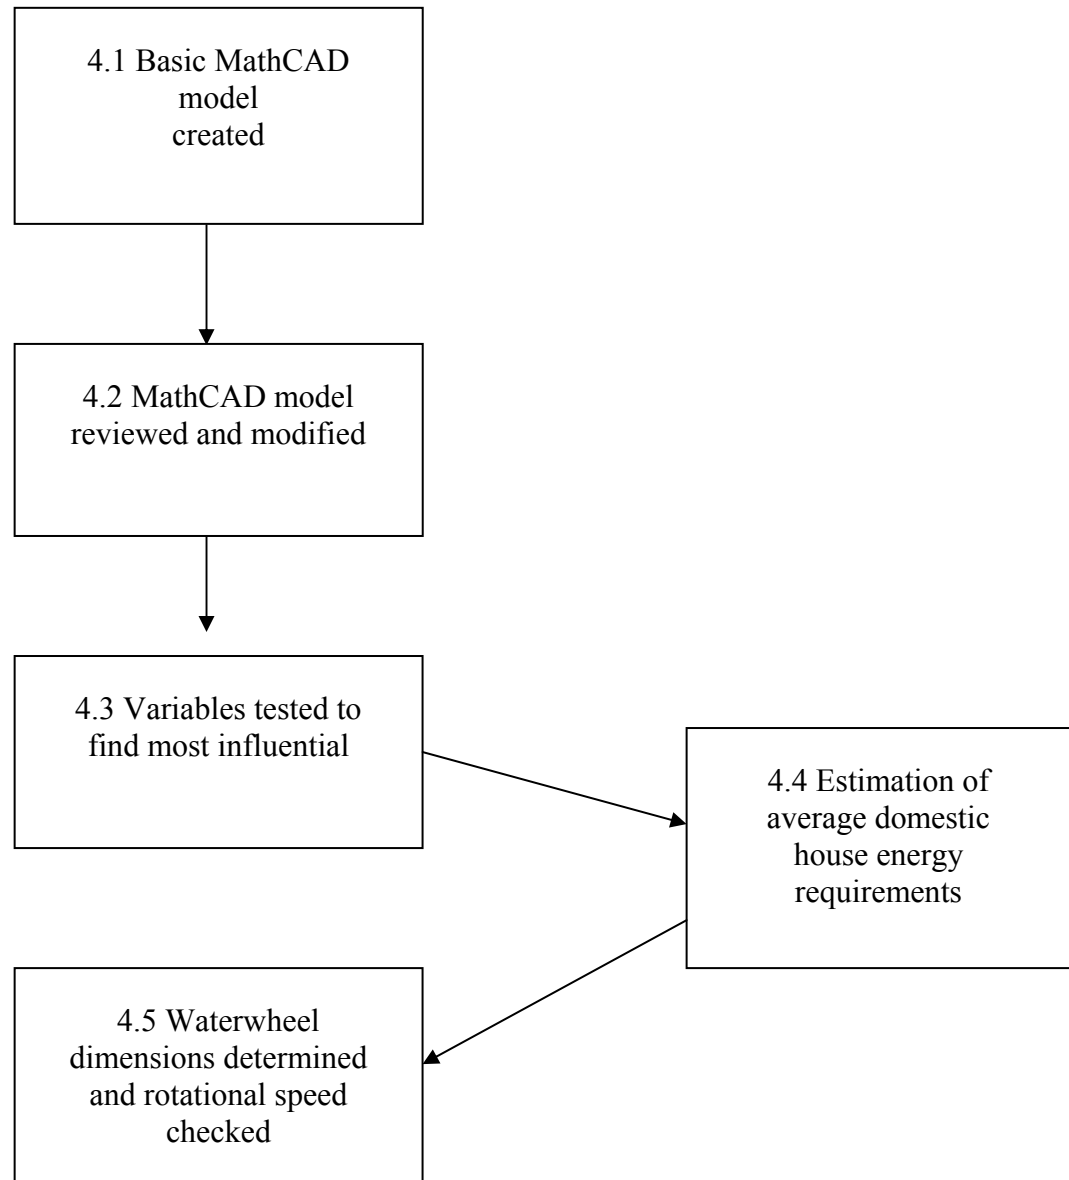 4.1 Basic MathCAD
model
created
4.2 MathCAD model
reviewed and modified
4.3 Variables tested to
find most influential
4.4 Estimation of
average domestic
house energy
requirements
4.5 Waterwheel
dimensions determined
and rotational speed
checked